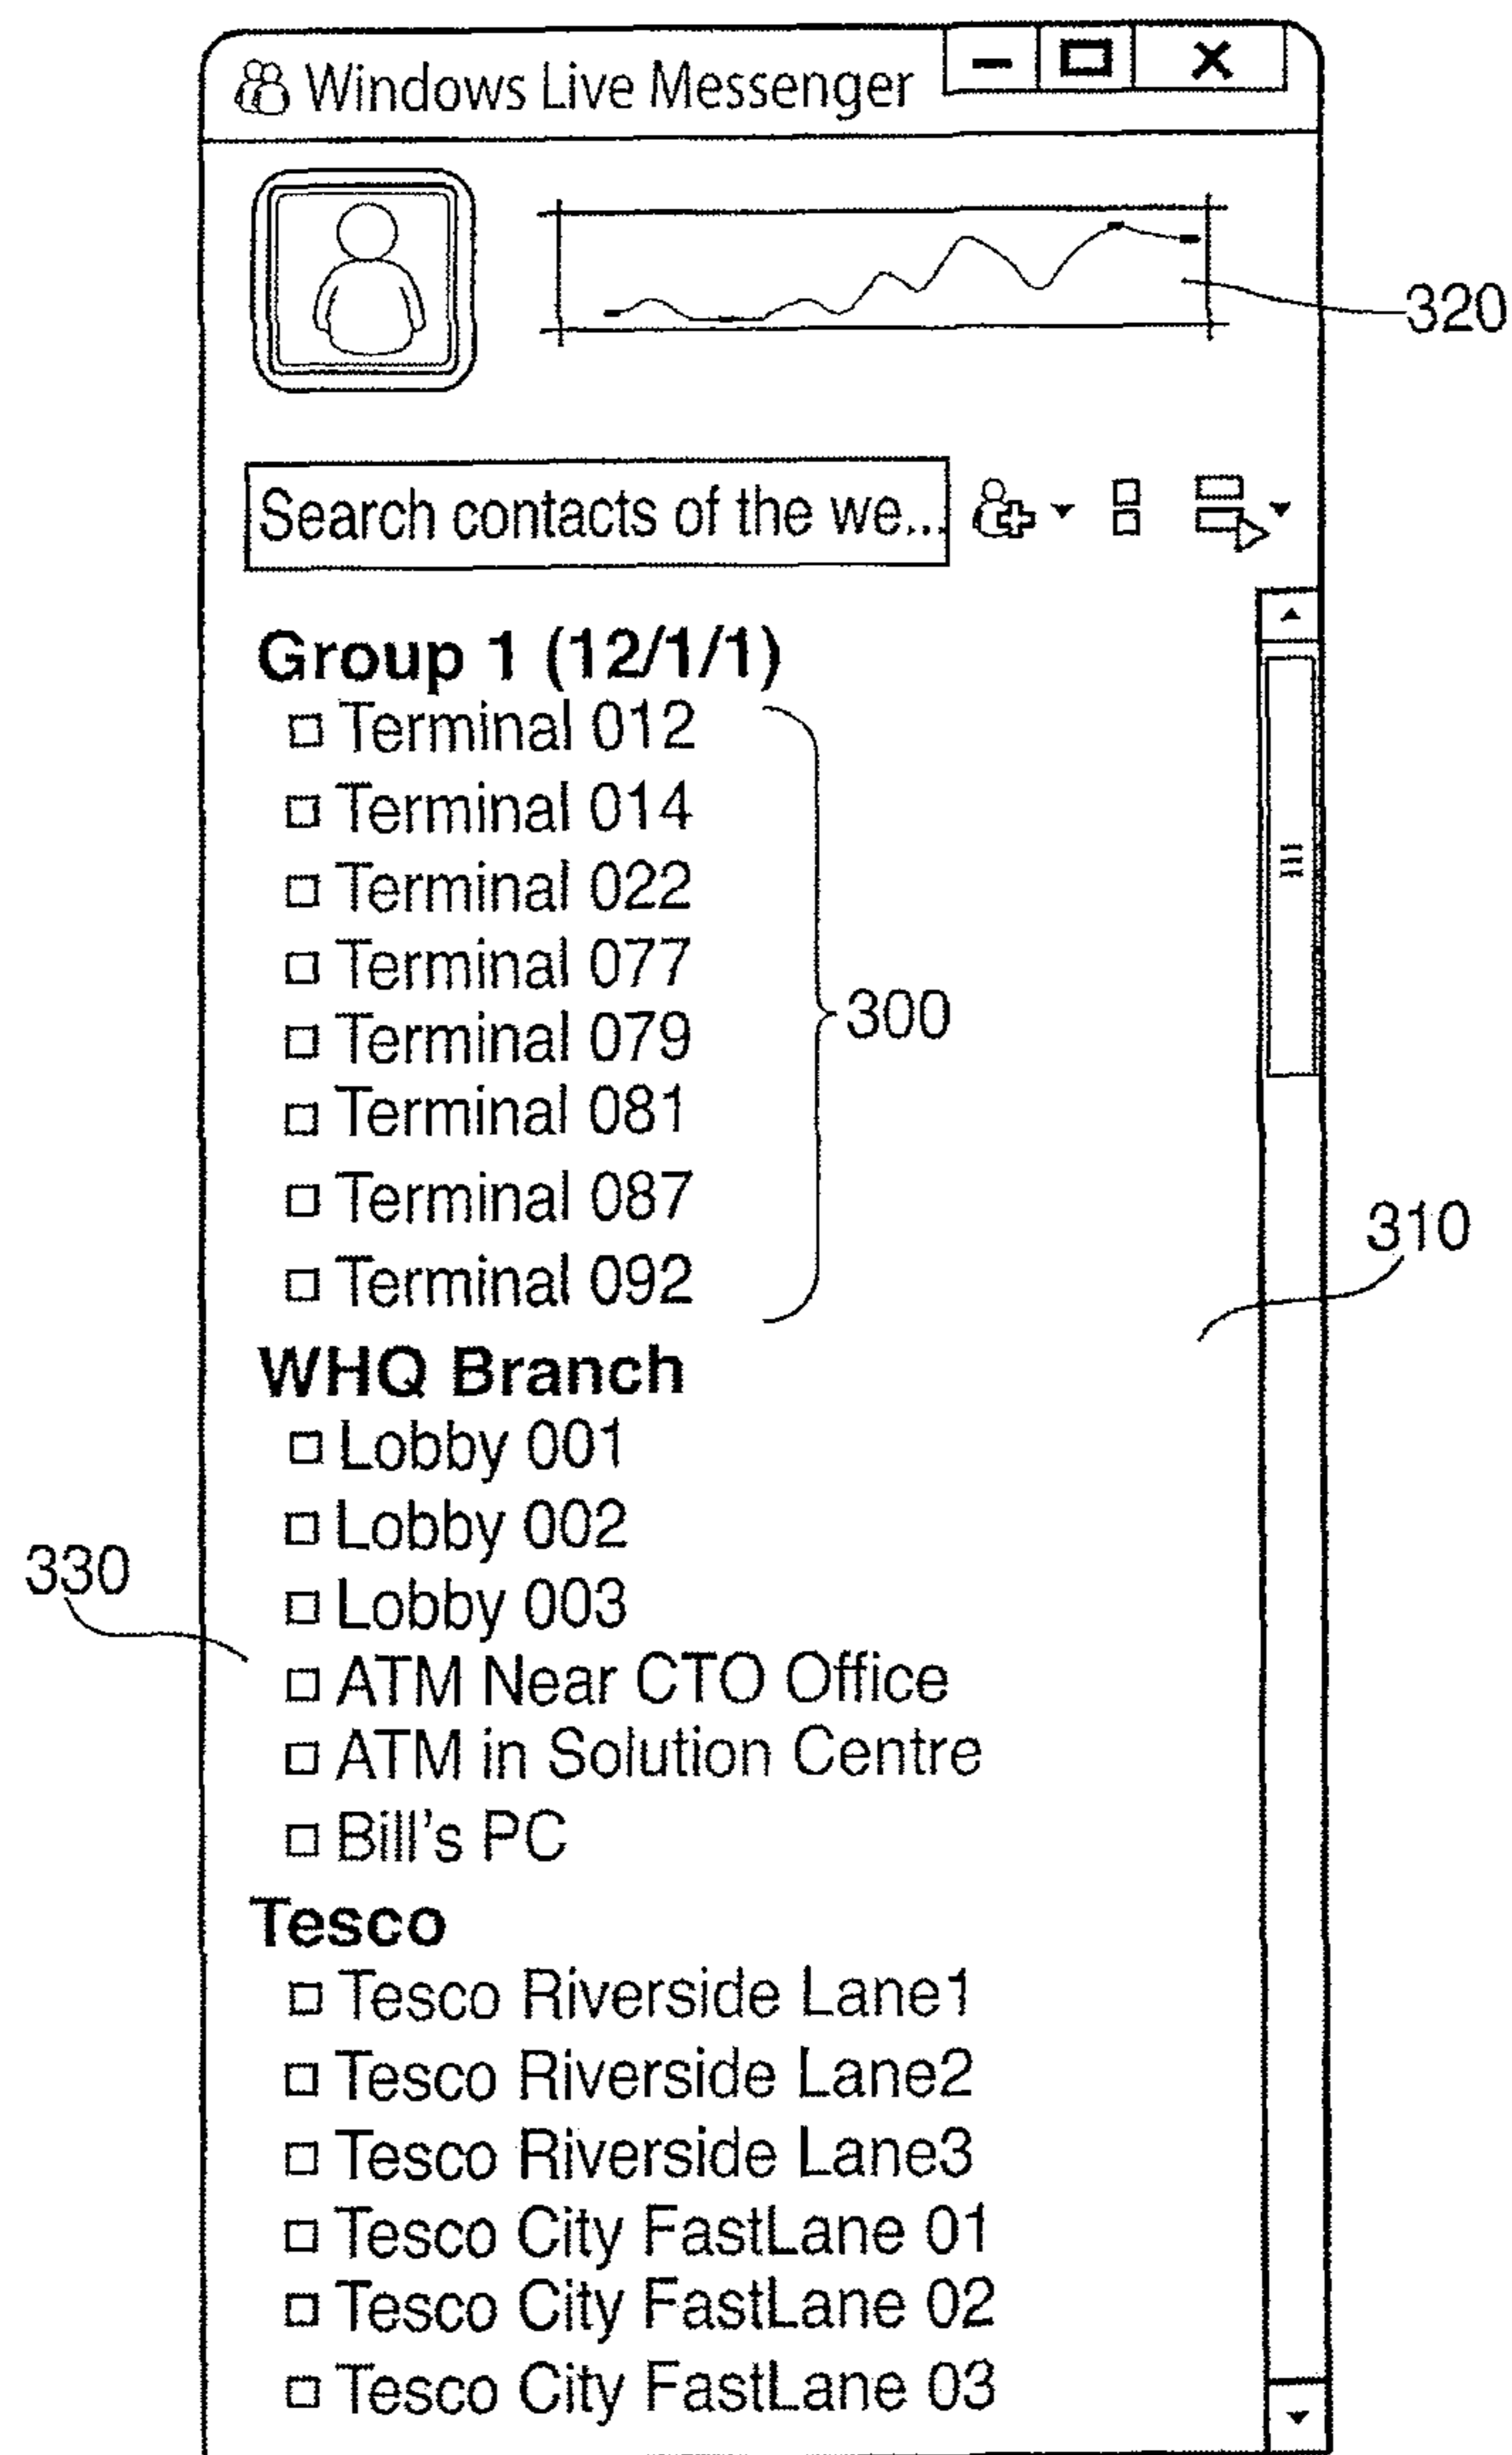 Windows Live Messenger
320
Search contacts of the we...
Group 1 (12/1/1)
Terminal 012
Terminal 014
Terminal 022
Terminal 077
300
Terminal 079
Terminal 081
Terminal 087
310
Terminal 092
WHQ Branch
Lobby 001
Lobby 002
330
Lobby 003
ATM Near CTO Office
ATM in Solution Centre
Bill's PC
Tesco
Tesco Riverside Lane1
Tesco Riverside Lane2
Tesco Riverside Lane3
Tesco City FastLane 01
Tesco City FastLane 02
Tesco City FastLane 03